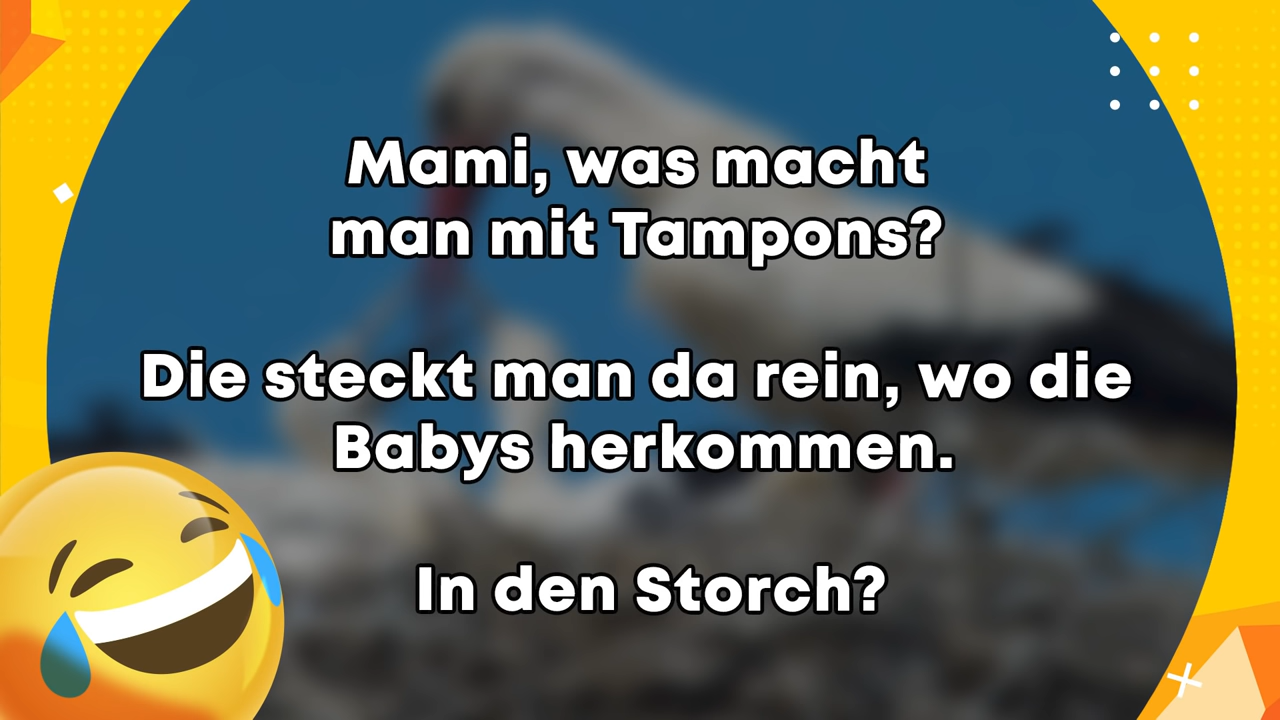 Mami, was macht
man mit Tampons?
Die steckt man da rein, wo die
Babys herkommen.
In den Storch?